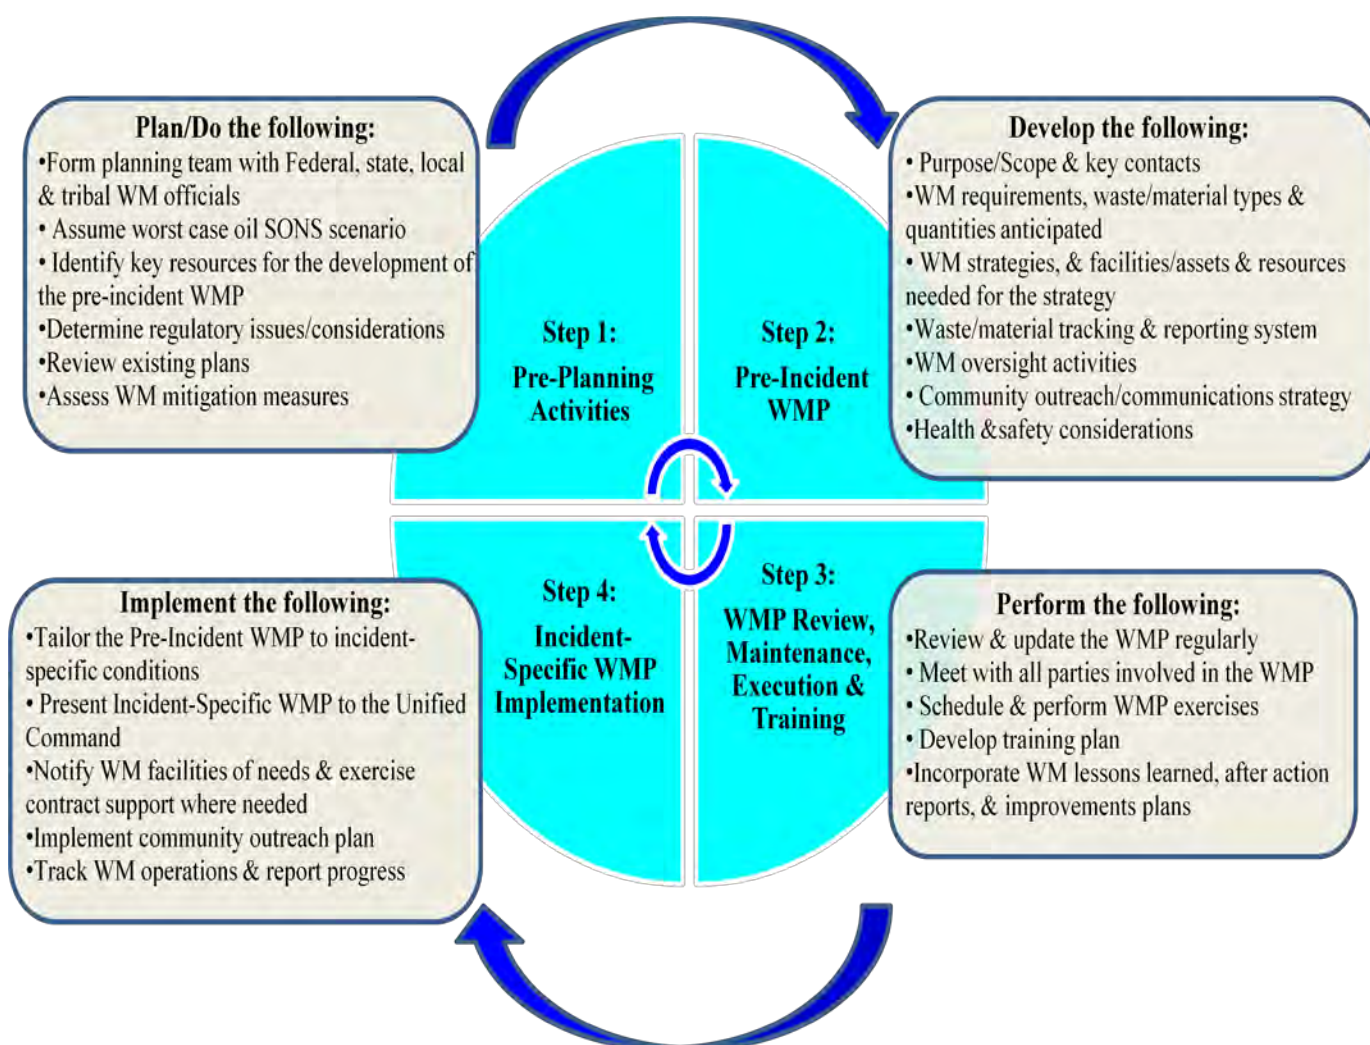 Plan/Do the following:
•Form planning team with Federal, state, local
& tribal WM officials
• Assume worst case oil SONS scenario
• Identify key resources for the development of
the pre-incident WMP
•Determine regulatory issues/considerations
•Review existing plans
•Assess WM mitigation measures
Develop the following:
• Purpose/Scope & key contacts
•WM requirements, waste/material types &
quantities anticipated
• WM strategies, & facilities/assets & resources
needed for the strategy
•Waste/material tracking & reporting system
•WM oversight activities
• Community outreach/communications strategy
•Health &safety considerations
Step 1:
Pre-Planning
Activities
Step 2:
Pre-Incident
WMP
Step 4:
Incident-
Specific WMP
Implementation
Step 3:
WMP Review,
Maintenance,
Execution &
Training
Implement the following:
•Tailor the Pre-Incident WMP to incident-
specific conditions
• Present Incident-Specific WMP to the Unified
Command
•Notify WM facilities of needs & exercise
contract support where needed
•Implement community outreach plan
•Track WM operations & report progress
Perform the following:
•Review & update the WMP regularly
• Meet with all parties involved in the WMP
• Schedule & perform WMP exercises
• Develop training plan
•Incorporate WM lessons learned, after action
reports, & improvements plans